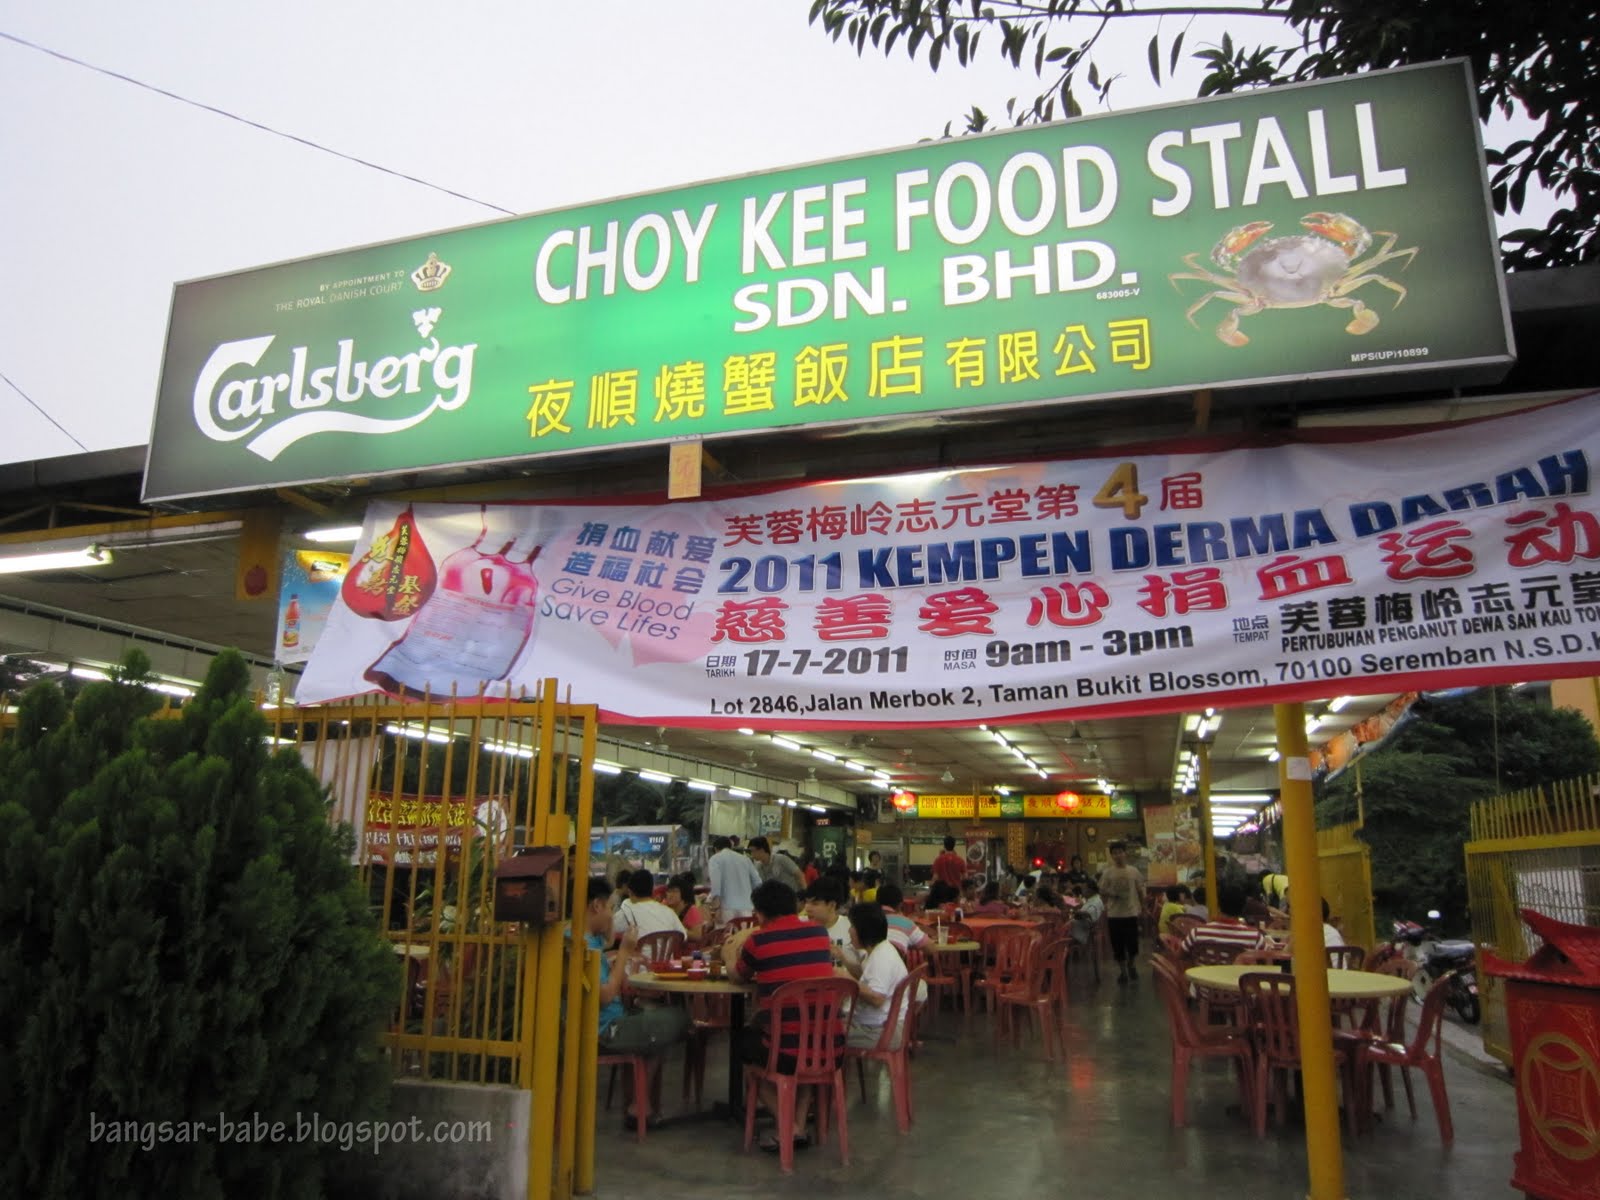 BY APPOINTMENT TO
THE ROYAL DANISH COURT
Carlsberg
CHOY KEE FOOD STALL
SDN. BHD.
683005-V
夜順燒蟹飯店有限公司
MPS(UP)10899
捐血献爱
造福社会
Give Blood
Save Lifes
芙蓉梅岭志元堂第4届
2011 KEMPEN DERMA DARAH
慈善爱心捐血运动
日期
TARIKH
17-7-2011
时间
MASA
9am - 3pm
地点
TEMPAT
芙蓉梅岭志元堂
PERTUBUHAN PENGANUT DEWA SAN KAU
Lot 2846,Jalan Merbok 2, Taman Bukit Blossom, 70100 Seremban N.S.D.
CHOY KEE FOOD STALL
SDN BHD
bangsar-babe.blogspot.com